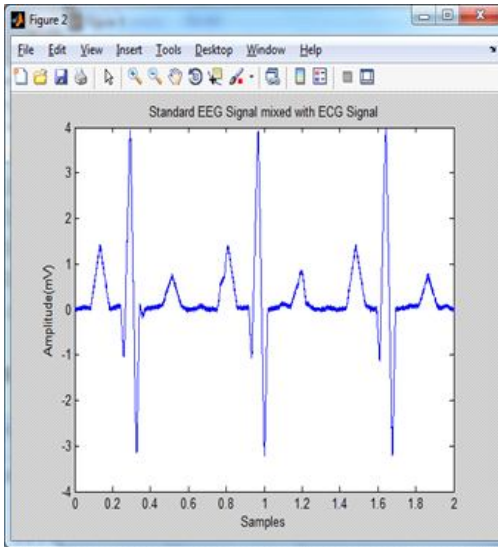 Figure 2
File Edit View Insert Tools Desktop Window Help
Standard EEG Signal mixed with ECG Signal
4
3
2
1
0
-1
-2
-3
-4
Amplitude(mV)
0 0.2 0.4 0.6 0.8 1 1.2 1.4 1.6 1.8 2
Samples